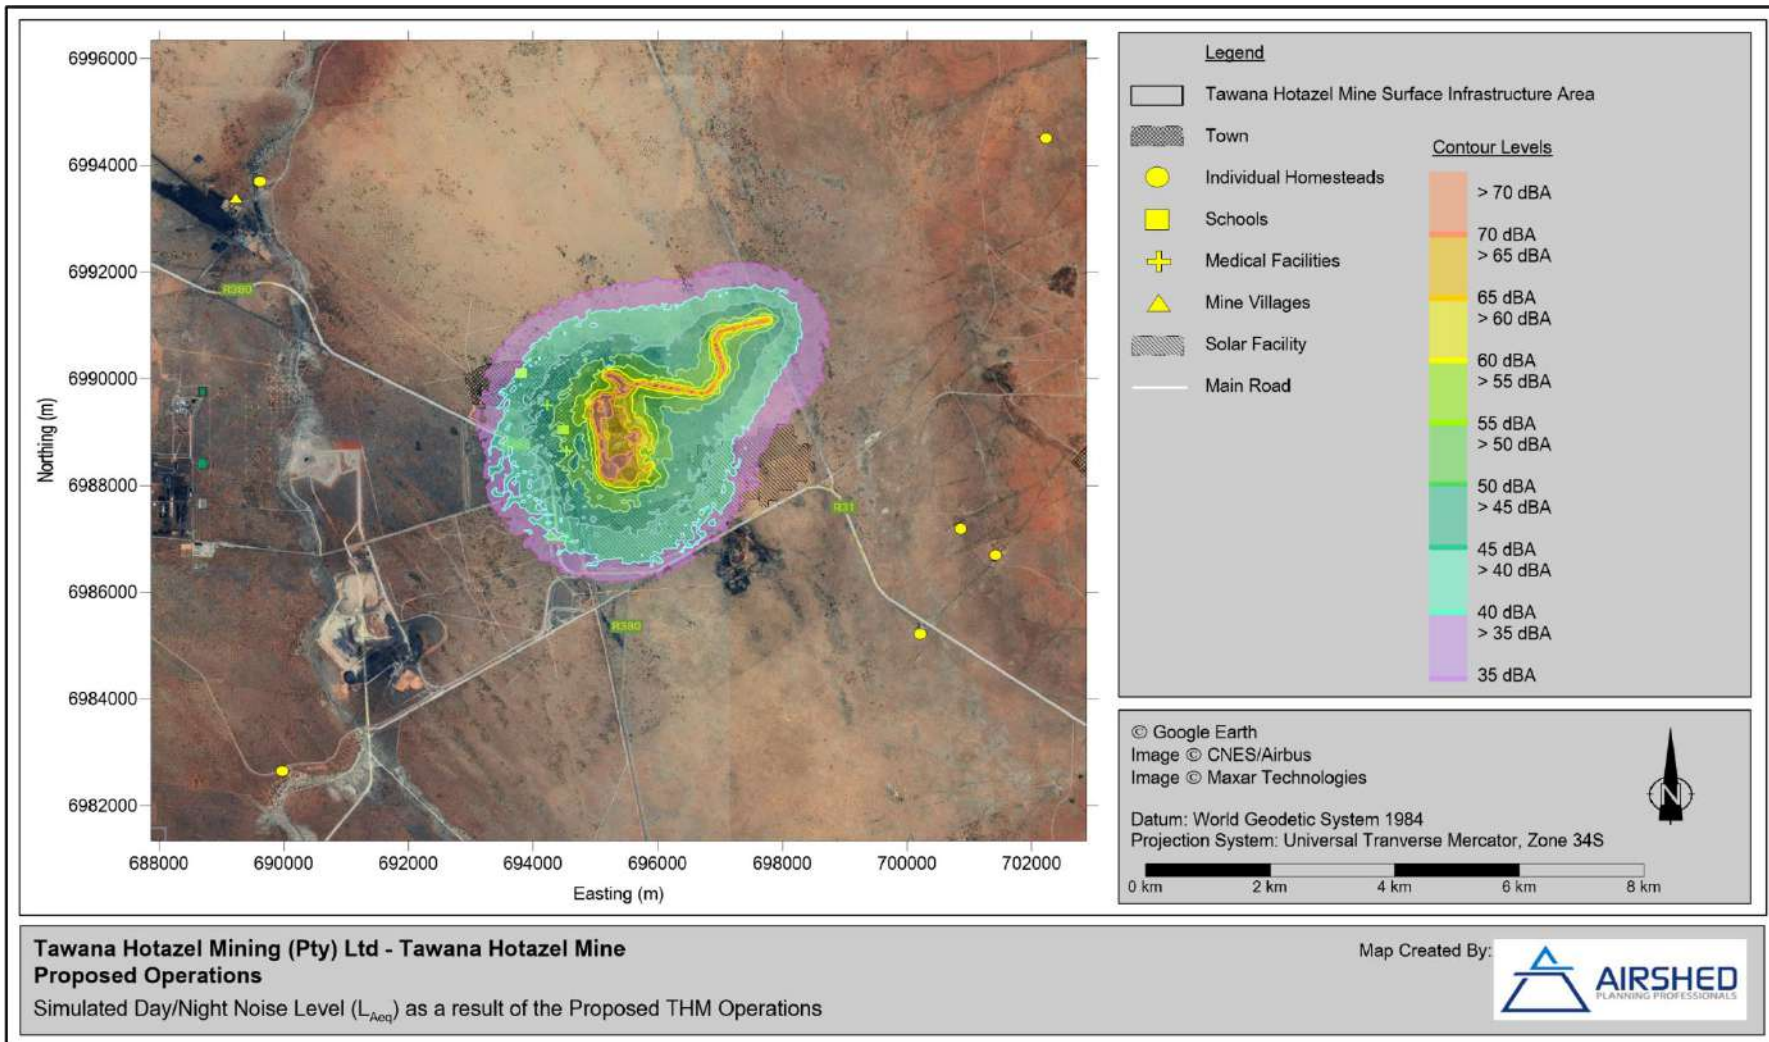 6996000
6994000
6992000
6990000
6988000
6986000
6984000
6982000
Northing (m)
688000
690000
692000
694000
696000
698000
700000
702000
Easting (m)
R380
R31
R380
Legend
Tawana Hotazel Mine Surface Infrastructure Area
Town
Individual Homesteads
Schools
Medical Facilities
Mine Villages
Solar Facility
Main Road
Contour Levels
> 70 dBA
70 dBA
> 65 dBA
65 dBA
> 60 dBA
60 dBA
> 55 dBA
55 dBA
> 50 dBA
50 dBA
> 45 dBA
45 dBA
> 40 dBA
40 dBA
> 35 dBA
35 dBA
© Google Earth
Image © CNES/Airbus
Image © Maxar Technologies
Datum: World Geodetic System 1984
Projection System: Universal Tranverse Mercator, Zone 34S
N
0 km 2 km 4 km 6 km 8 km
Tawana Hotazel Mining (Pty) Ltd - Tawana Hotazel Mine
Proposed Operations
Simulated Day/Night Noise Level (LAeq) as a result of the Proposed THM Operations
Map Created By:
AIRSHED
PLANNING PROFESSIONALS